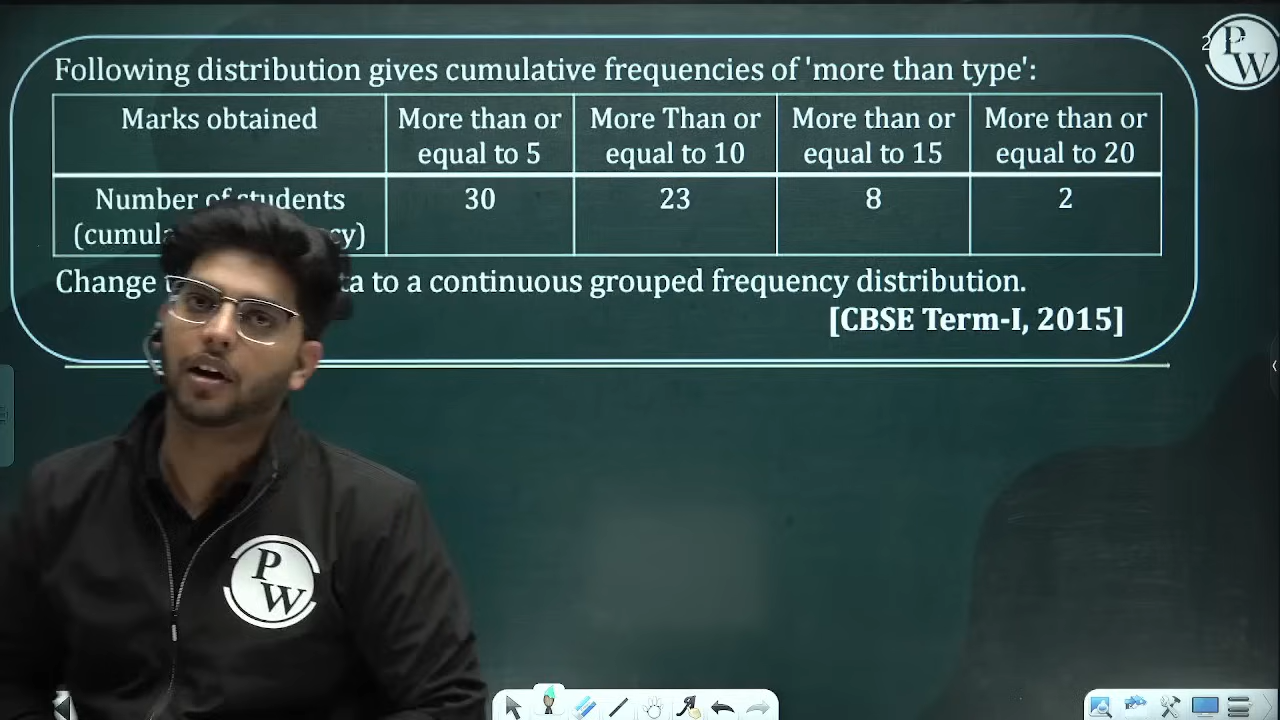 Following distribution gives cumulative frequencies of 'more than type':
Marks obtained
More than or equal to 5
More Than or equal to 10
More than or equal to 15
More than or equal to 20
Number of students
30
23
8
2
Change to a continuous grouped frequency distribution.
[CBSE Term-I, 2015]
PW
PW